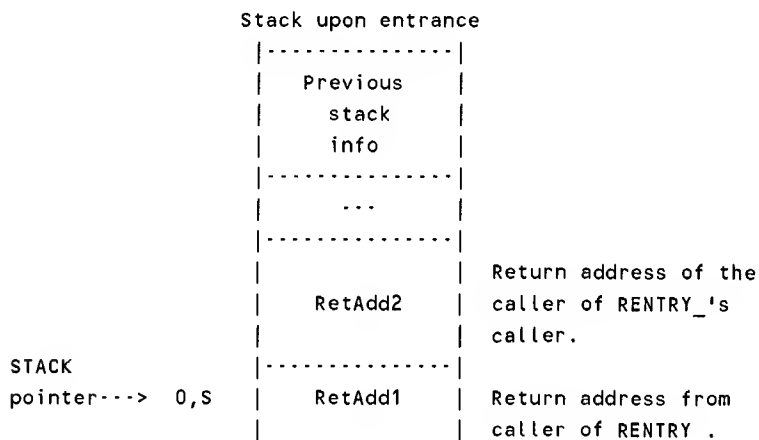 Stack upon entrance
|---------------|
| Previous |
| stack |
| info |
|---------------|
| ... |
|---------------|
| | Return address of the
| RetAdd2 | caller of RENTRY_'s
| | caller.
STACK |---------------|
pointer---> 0,S | RetAdd1 | Return address from
| | caller of RENTRY_.